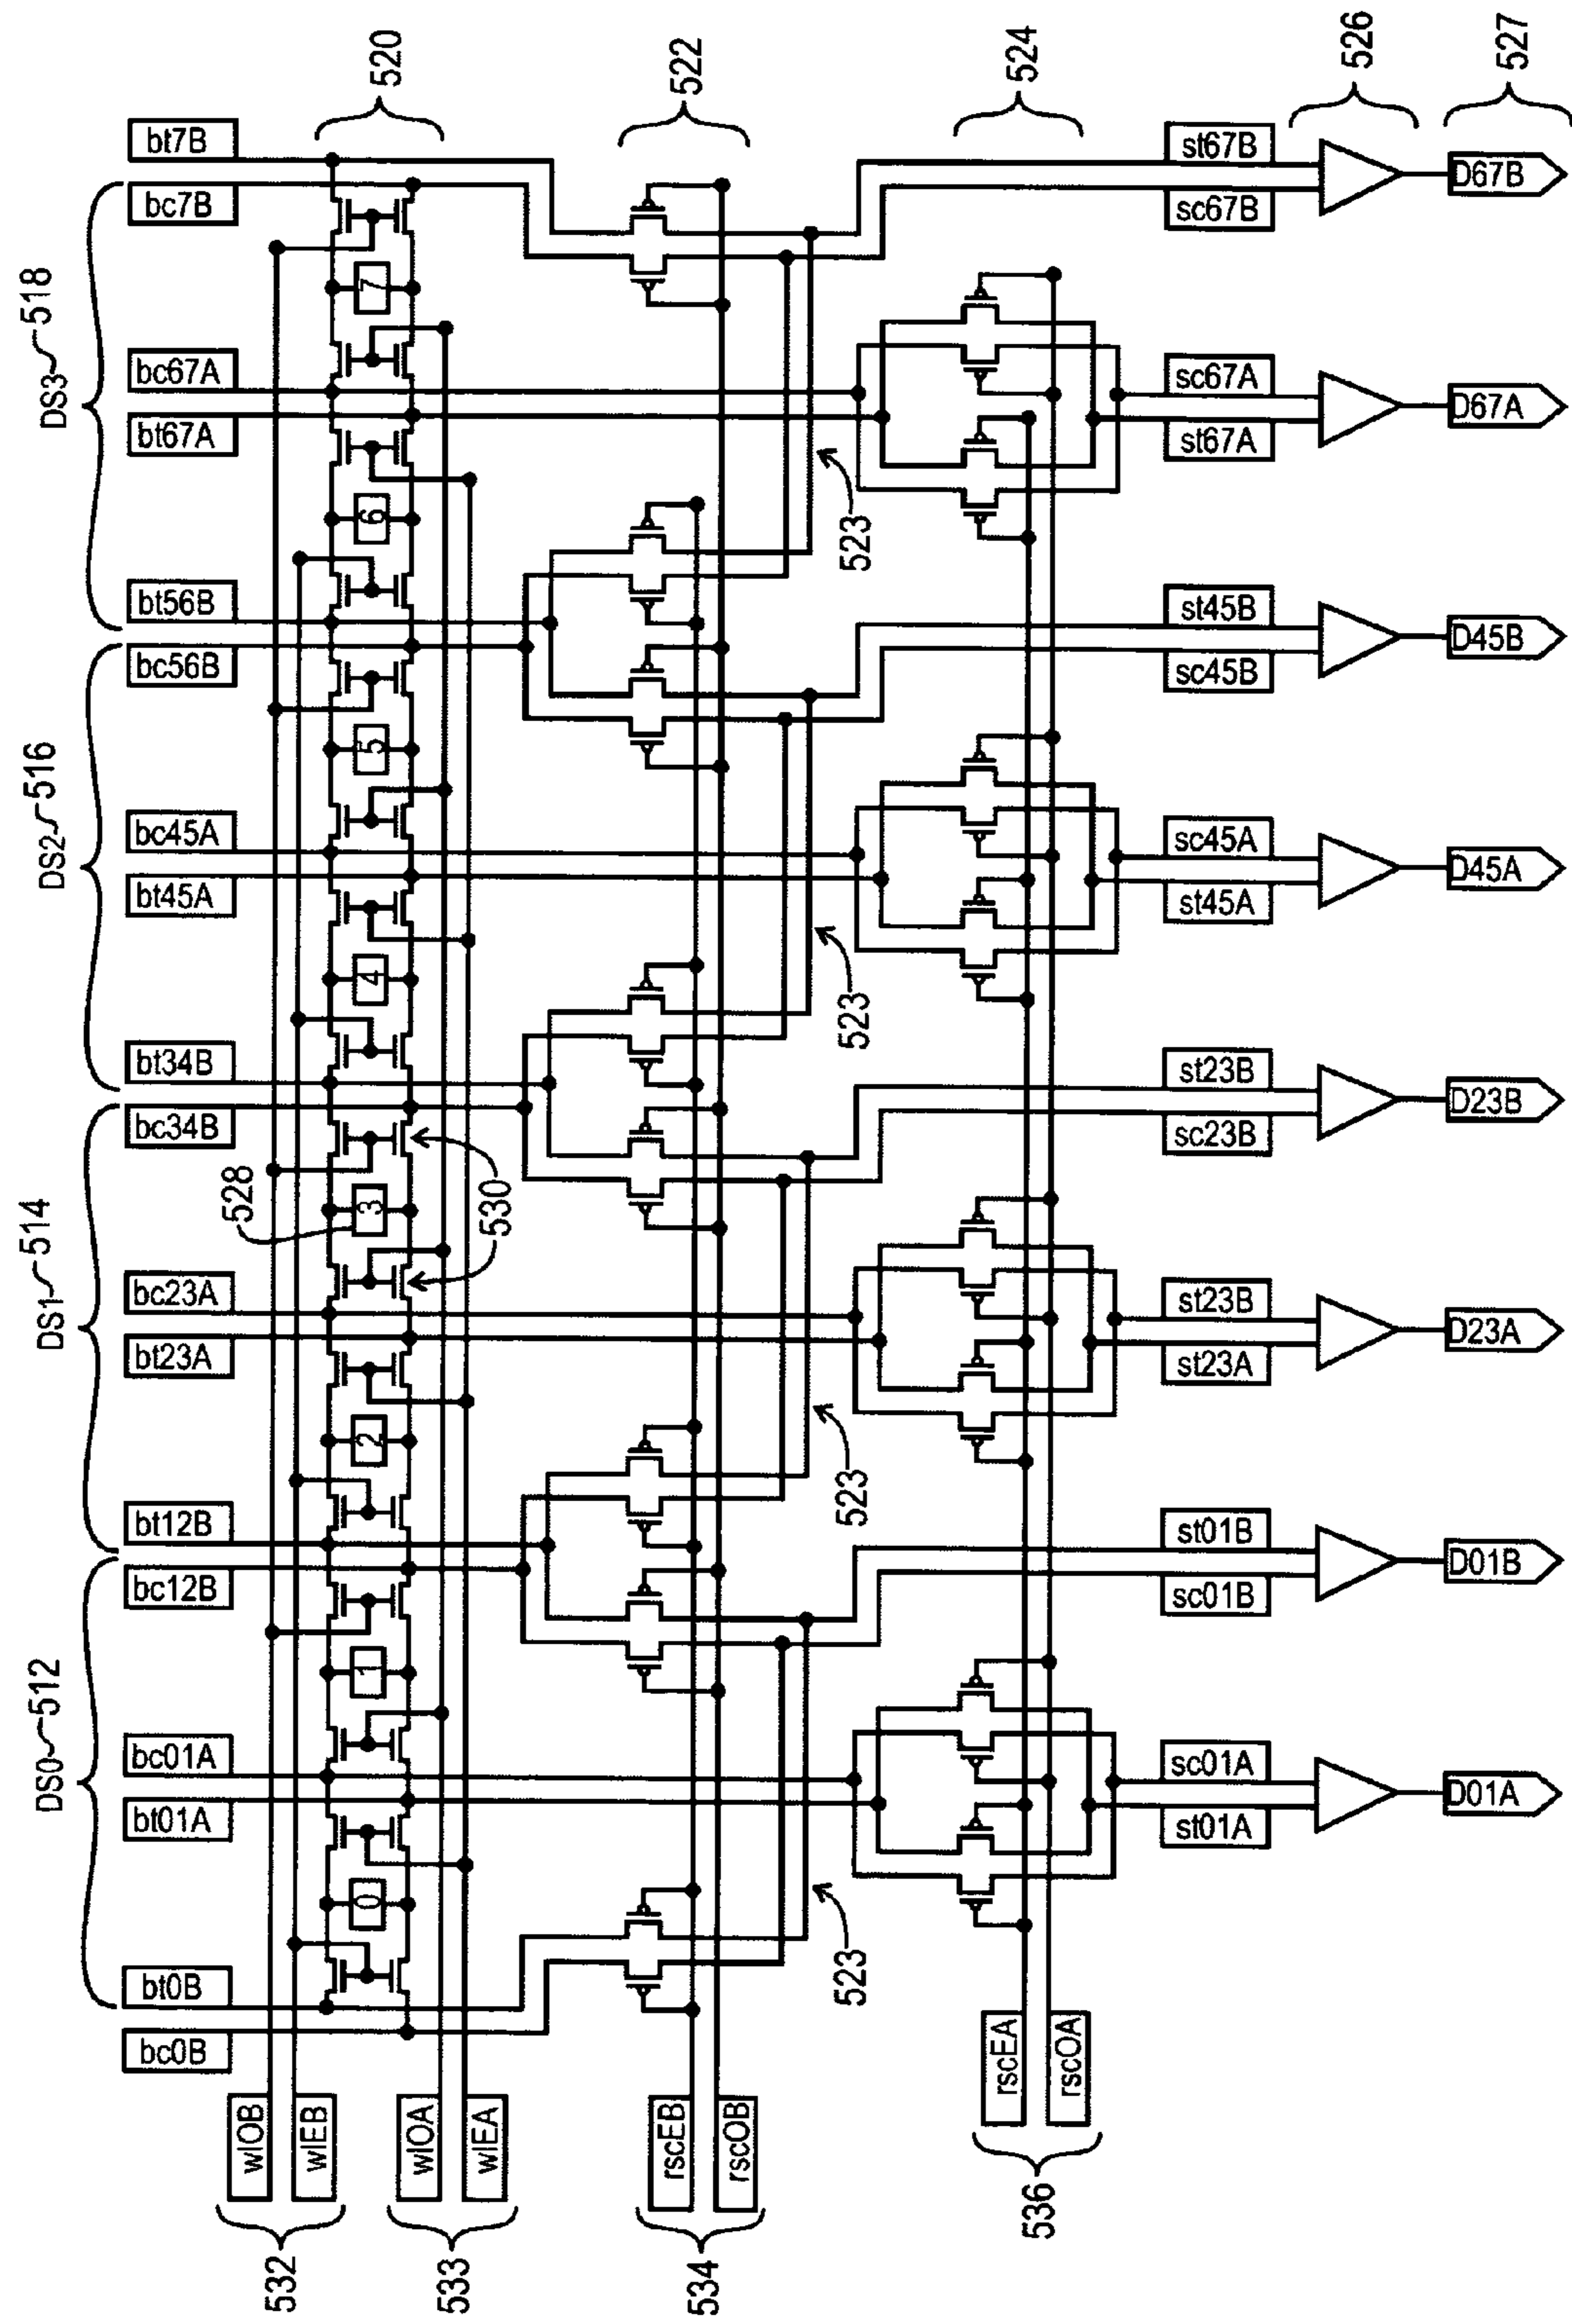 DS0 512
DS1 514
DS2 516
DS3 518
bc0B
bt0B
bt01A
bc01A
bc12B
bt12B
bt23A
bc23A
bc34B
bt34B
bt45A
bc45A
bc56B
bt56B
bt67A
bc67A
bc7B
bt7B
532
wlOB
wlEB
533
wlOA
wlEA
0
1
2
3
4
5
6
7
528
530
520
534
rscEB
rscOB
522
523
523
523
523
536
rscEA
rscOA
524
st01A
sc01A
sc01B
st01B
st23A
st23B
sc23B
st23B
st45A
sc45A
sc45B
st45B
st67A
sc67A
sc67B
st67B
526
D01A
D01B
D23A
D23B
D45A
D45B
D67A
D67B
527